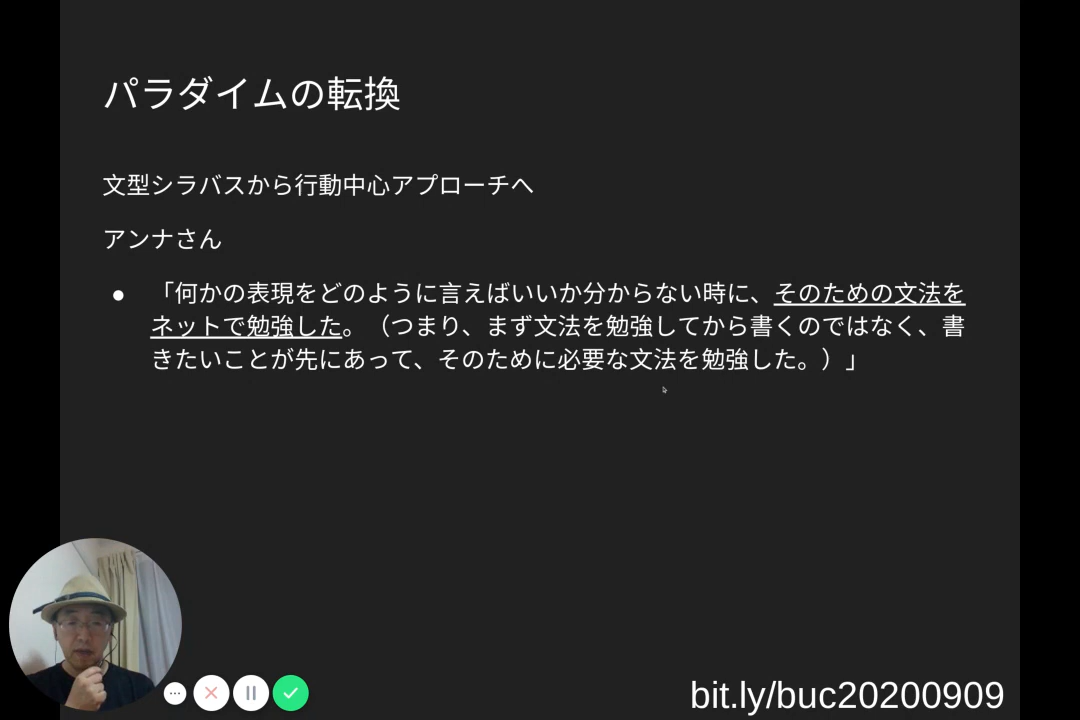 パラダイムの転換
文型シラバスから行動中心アプローチへ
アンナさん
● 「何かの表現をどのように言えばいいか分からない時に、そのための文法を
ネットで勉強した。（つまり、まず文法を勉強してから書くのではなく、書
きたいことが先にあって、そのために必要な文法を勉強した。）」
bit.ly/buc20200909